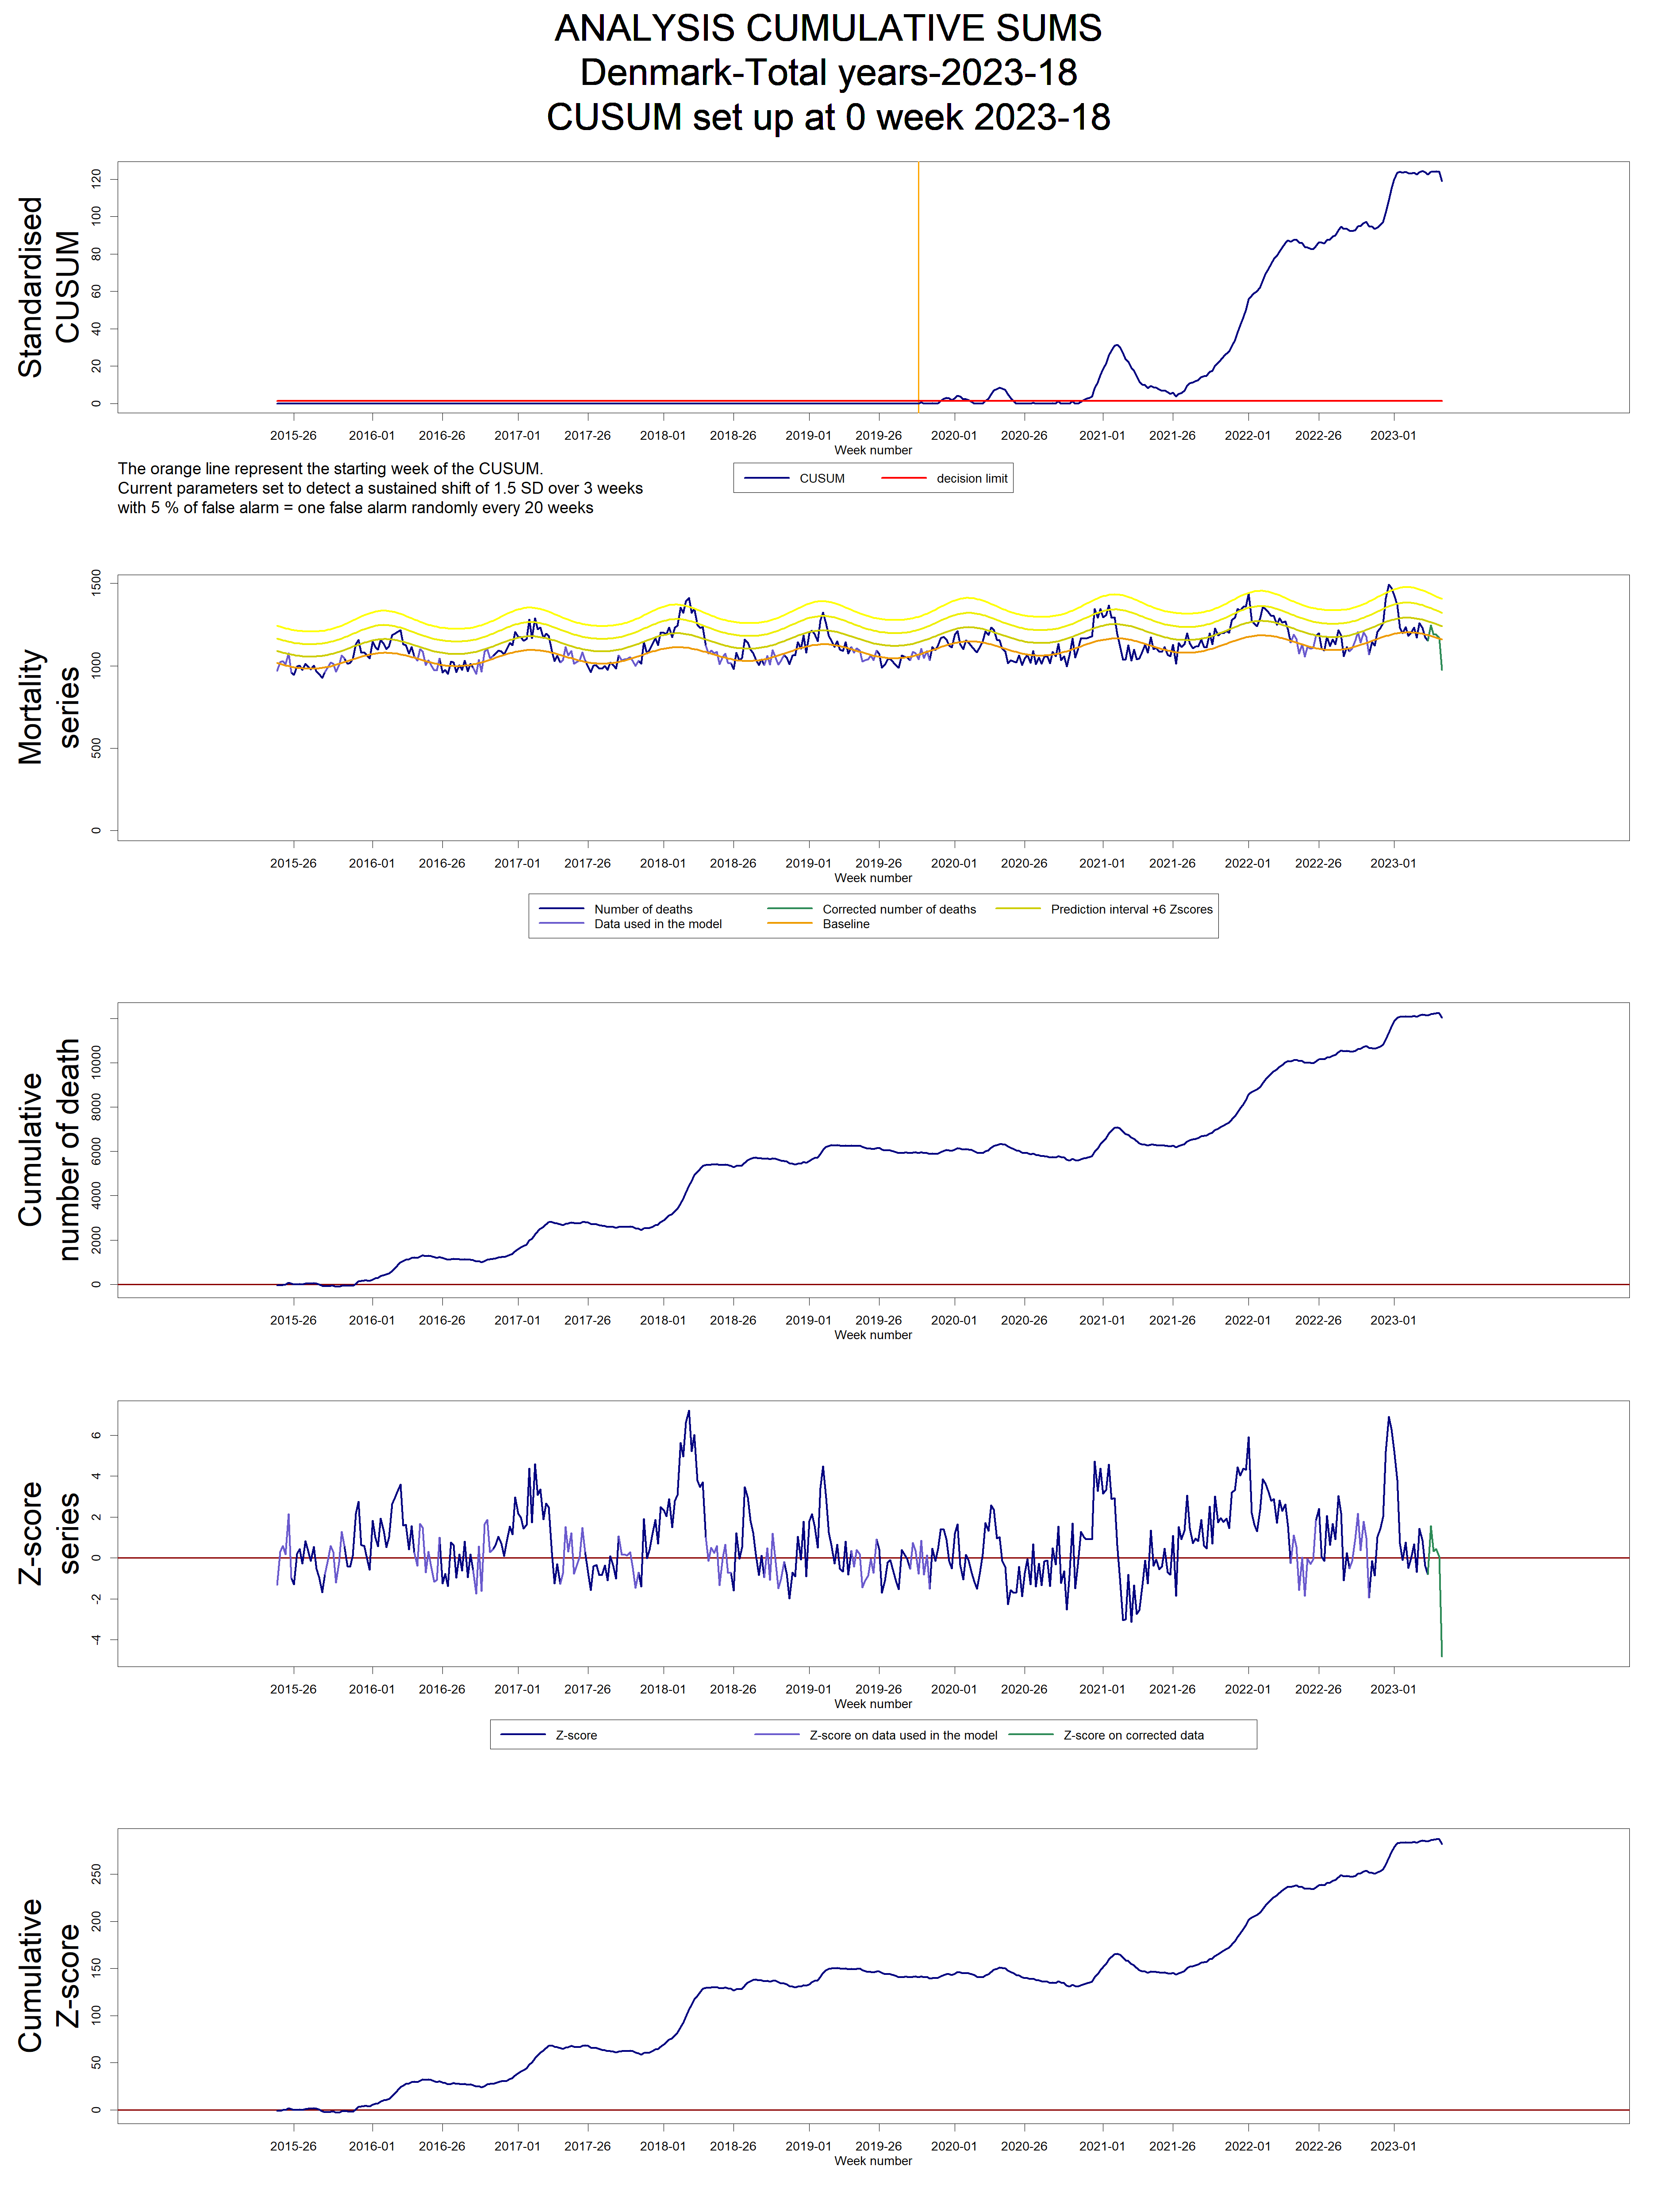 ANALYSIS CUMULATIVE SUMS
Denmark-Total years-2023-18
CUSUM set up at 0 week 2023-18
Standardised
CUSUM
120
100
80
60
40
20
0
2015-26 2016-01 2016-26 2017-01 2017-26 2018-01 2018-26 2019-01 2019-26 2020-01 2020-26 2021-01 2021-26 2022-01 2022-26 2023-01
Week number
The orange line represent the starting week of the CUSUM.
Current parameters set to detect a sustained shift of 1.5 SD over 3 weeks
with 5 % of false alarm = one false alarm randomly every 20 weeks
CUSUM decision limit
Mortality
series
1500
1000
500
0
2015-26 2016-01 2016-26 2017-01 2017-26 2018-01 2018-26 2019-01 2019-26 2020-01 2020-26 2021-01 2021-26 2022-01 2022-26 2023-01
Week number
Number of deaths Corrected number of deaths Prediction interval +6 Zscores
Data used in the model Baseline
Cumulative
number of death
10000
8000
6000
4000
2000
0
2015-26 2016-01 2016-26 2017-01 2017-26 2018-01 2018-26 2019-01 2019-26 2020-01 2020-26 2021-01 2021-26 2022-01 2022-26 2023-01
Week number
Z-score
series
6
4
2
0
-2
-4
2015-26 2016-01 2016-26 2017-01 2017-26 2018-01 2018-26 2019-01 2019-26 2020-01 2020-26 2021-01 2021-26 2022-01 2022-26 2023-01
Week number
Z-score Z-score on data used in the model Z-score on corrected data
Cumulative
Z-score
250
200
150
100
50
0
2015-26 2016-01 2016-26 2017-01 2017-26 2018-01 2018-26 2019-01 2019-26 2020-01 2020-26 2021-01 2021-26 2022-01 2022-26 2023-01
Week number